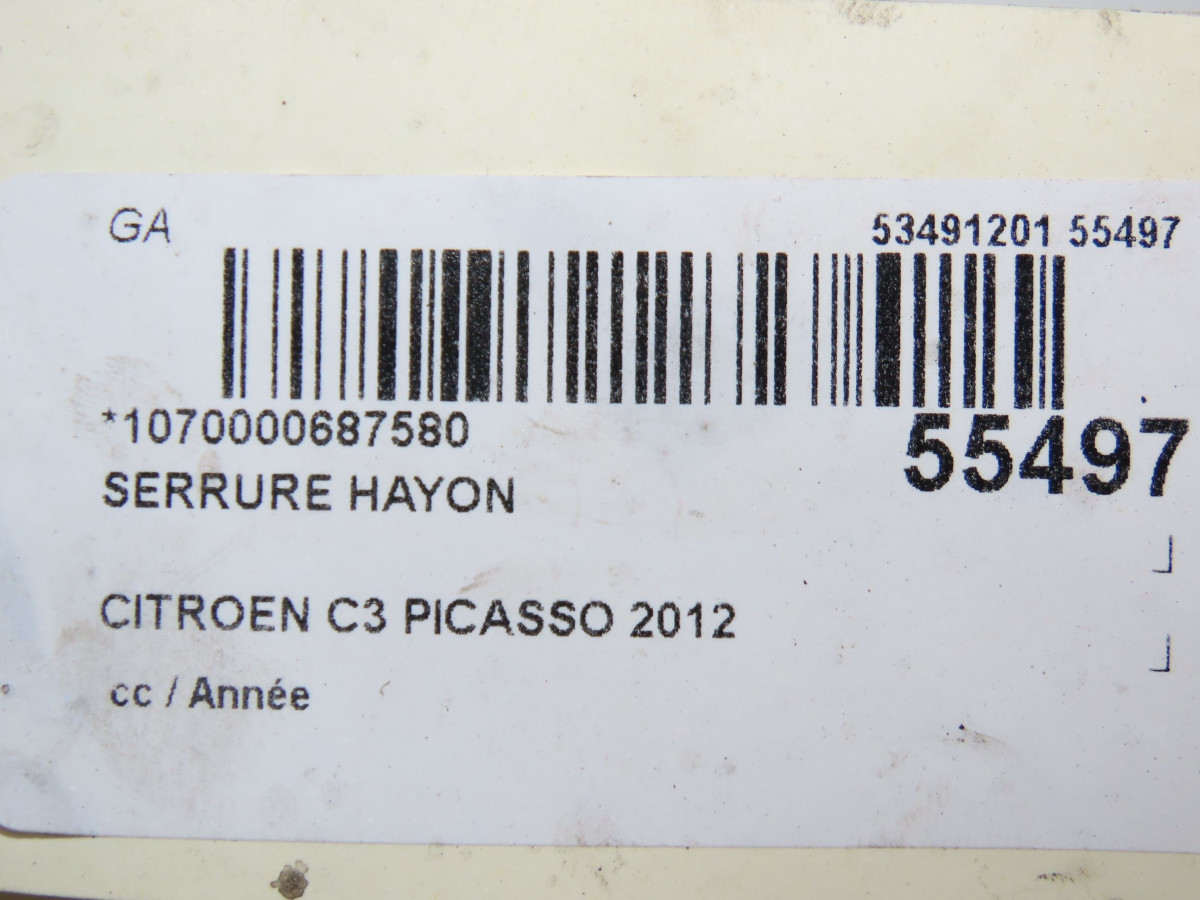 GA
53491201 55497
*1070000687580
55497
SERRURE HAYON
CITROEN C3 PICASSO 2012
cc / Année